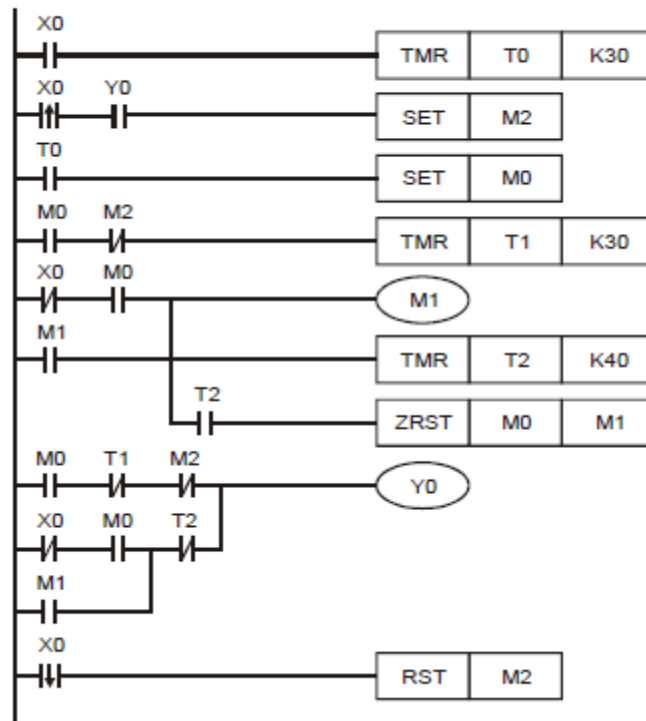 X0
TMR T0 K30
X0 Y0
SET M2
T0
SET M0
M0 M2
TMR T1 K30
X0 M0
M1
M1
TMR T2 K40
T2
ZRST M0 M1
M0 T1 M2
Y0
X0 M0 T2
M1
X0
RST M2